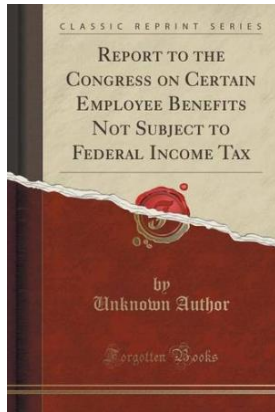 CLASSIC REPRINT SERIES
REPORT TO THE
CONGRESS ON CERTAIN
EMPLOYEE BENEFITS
NOT SUBJECT TO
FEDERAL INCOME TAX
by
Unknown Author
Forgotten Books